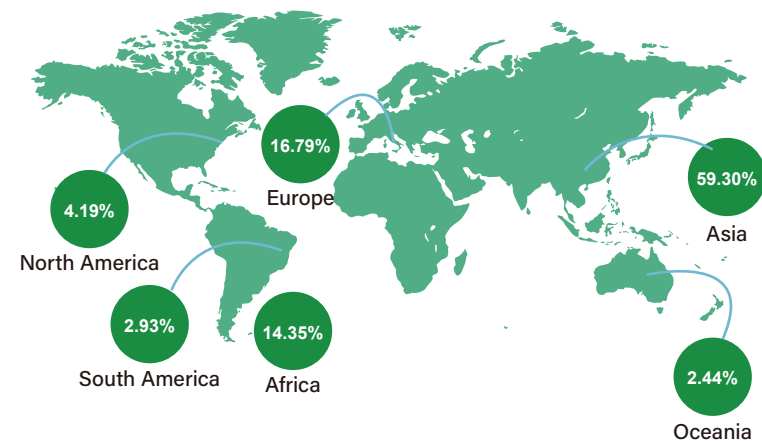 16.79%
Europe
59.30%
Asia
4.19%
North America
2.93%
South America
14.35%
Africa
2.44%
Oceania